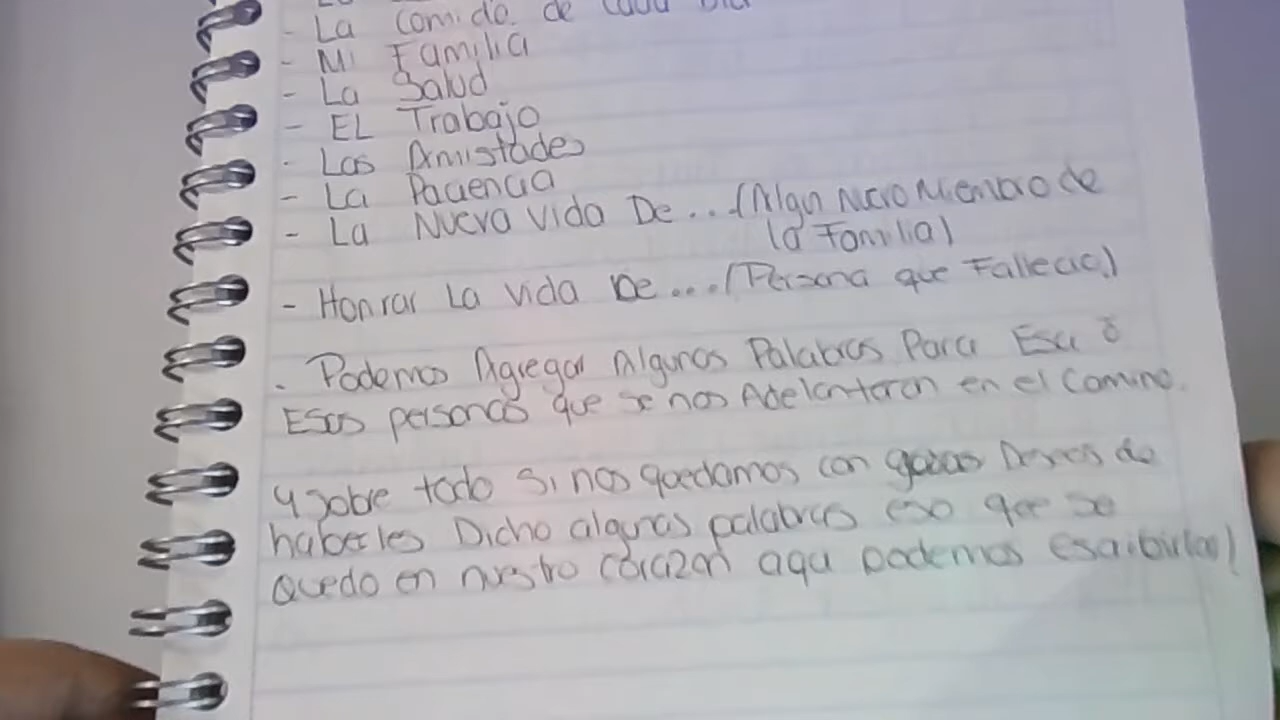 - La Comida de cada Dia
- Mi Familia
- La Salud
- EL Trabajo
- Las Amistades
- La Paciencia
- La Nueva Vida De... (Algun Nuevo Miembro de
la Familia)
- Honrar La Vida De... (Persona que Fallecio)
. Podemos Agregar Algunas Palabras Para Esa ó
Esas personas que se nos Adelantaron en el Camino.
y sobre todo Si nos quedamos con Deseos de
haberles Dicho algunas palabras eso que se
Quedo en nuestro corazon aqui podemos escribirlas)